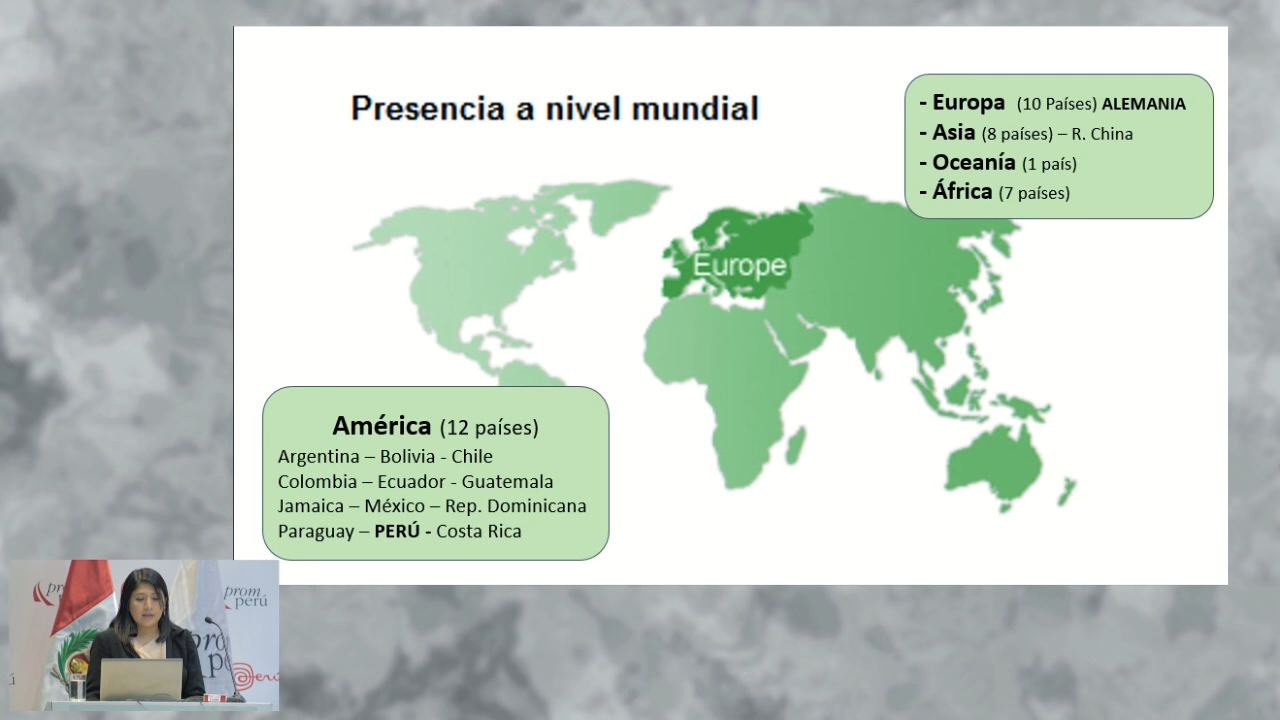 Presencia a nivel mundial
- Europa (10 Países) ALEMANIA
- Asia (8 países) – R. China
- Oceanía (1 país)
- África (7 países)
Europe
América (12 países)
Argentina – Bolivia - Chile
Colombia – Ecuador - Guatemala
Jamaica – México – Rep. Dominicana
Paraguay – PERÚ - Costa Rica
prom
perú